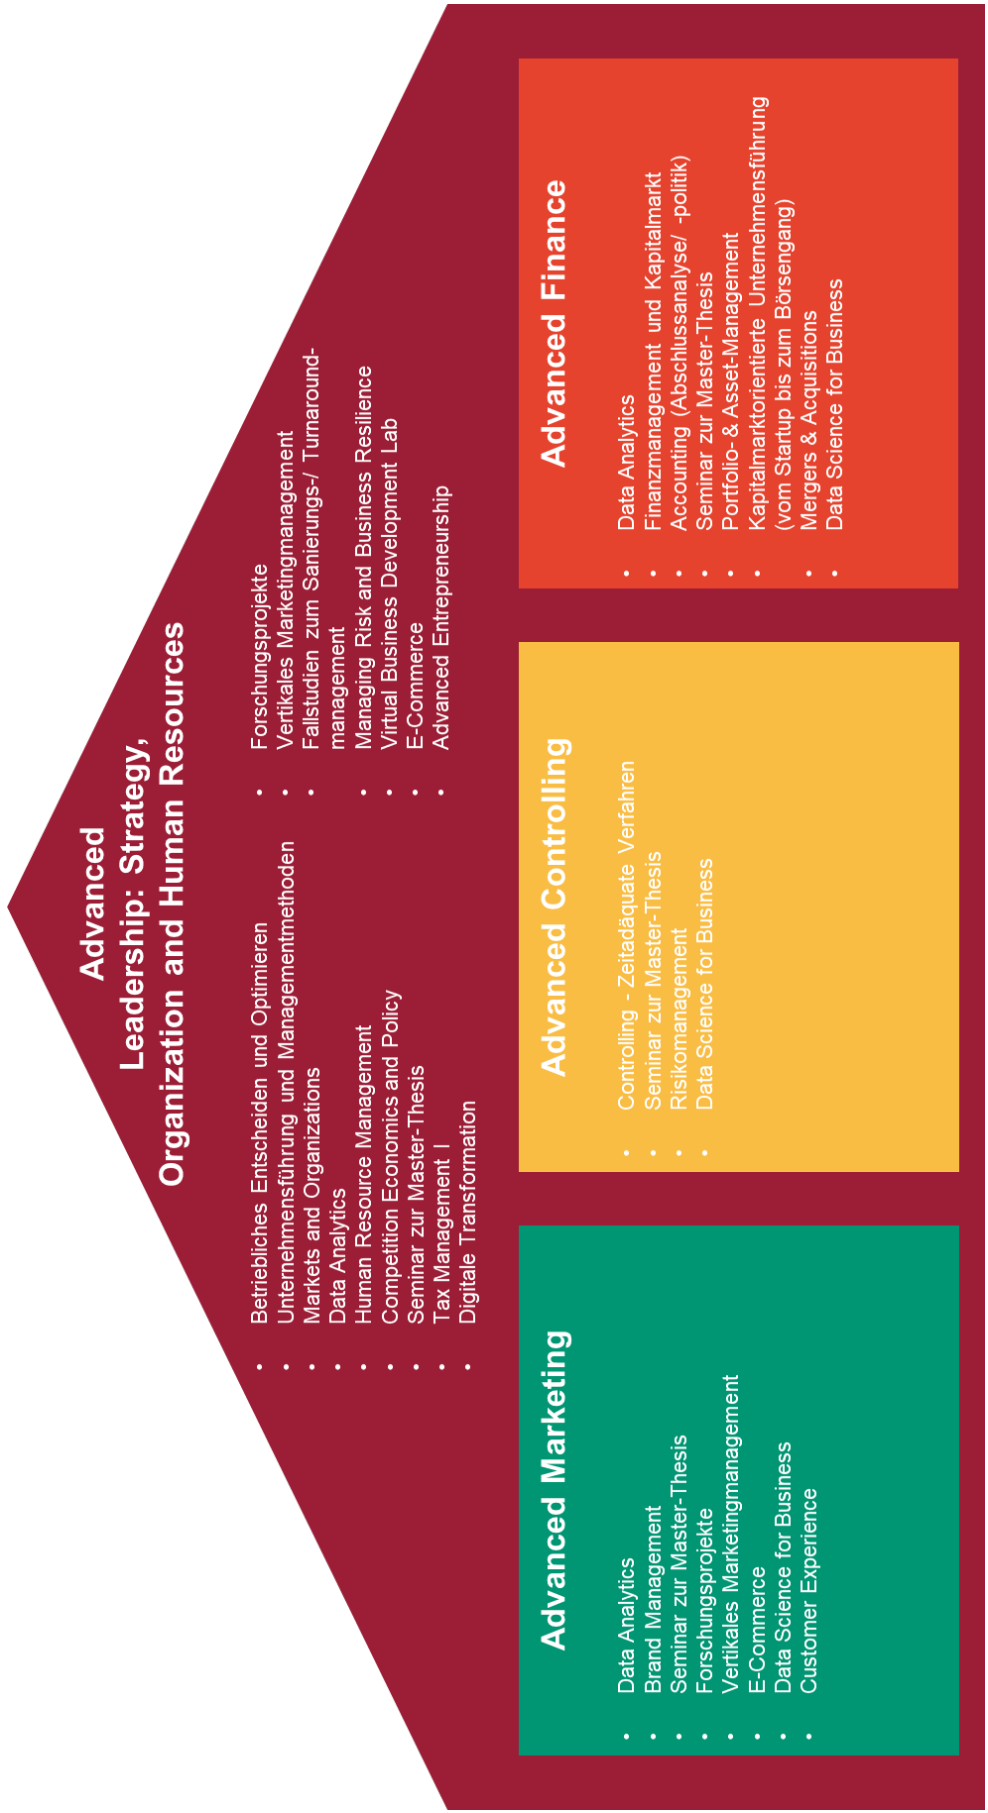 Advanced
Leadership: Strategy,
Organization and Human Resources
• Betriebliches Entscheiden und Optimieren
• Unternehmensführung und Managementmethoden
• Markets and Organizations
• Data Analytics
• Human Resource Management
• Competition Economics and Policy
• Seminar zur Master-Thesis
• Tax Management I
• Digitale Transformation
• Forschungsprojekte
• Vertikales Marketingmanagement
• Fallstudien zum Sanierungs-/ Turnaround-
management
• Managing Risk and Business Resilience
• Virtual Business Development Lab
• E-Commerce
• Advanced Entrepreneurship
Advanced Marketing
• Data Analytics
• Brand Management
• Seminar zur Master-Thesis
• Forschungsprojekte
• Vertikales Marketingmanagement
• E-Commerce
• Data Science for Business
• Customer Experience
Advanced Controlling
• Controlling - Zeitadäquate Verfahren
• Seminar zur Master-Thesis
• Risikomanagement
• Data Science for Business
Advanced Finance
• Data Analytics
• Finanzmanagement und Kapitalmarkt
• Accounting (Abschlussanalyse/ -politik)
• Seminar zur Master-Thesis
• Portfolio- & Asset-Management
• Kapitalmarktorientierte Unternehmensführung
(vom Startup bis zum Börsengang)
• Mergers & Acquisitions
• Data Science for Business